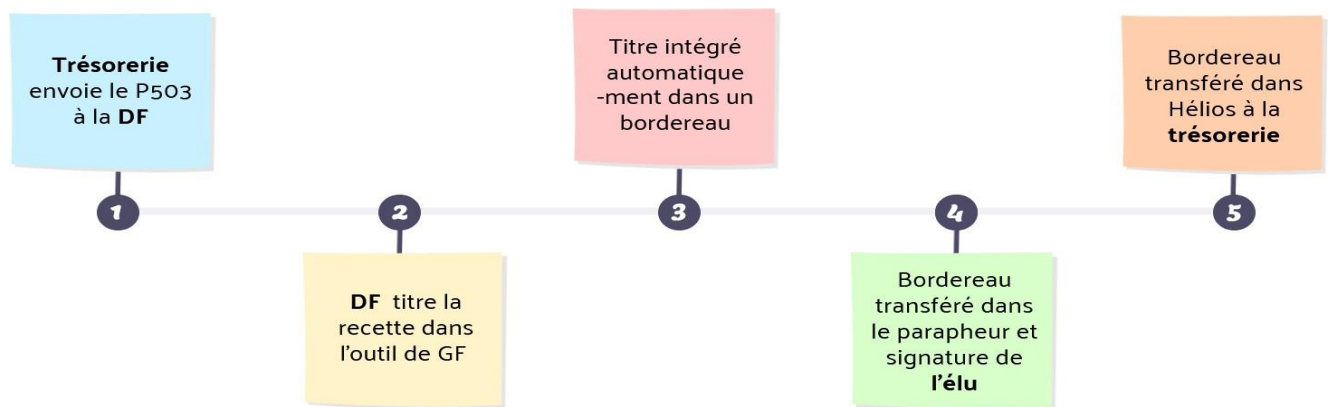 Trésorerie
envoie le P503
à la DF
1
2
DF titre la
recette dans
l'outil de GF
Titre intégré
automatique
-ment dans un
bordereau
3
4
Bordereau
transféré dans
le parapheur et
signature de
l'élu
Bordereau
transféré dans
Hélios à la
trésorerie
5